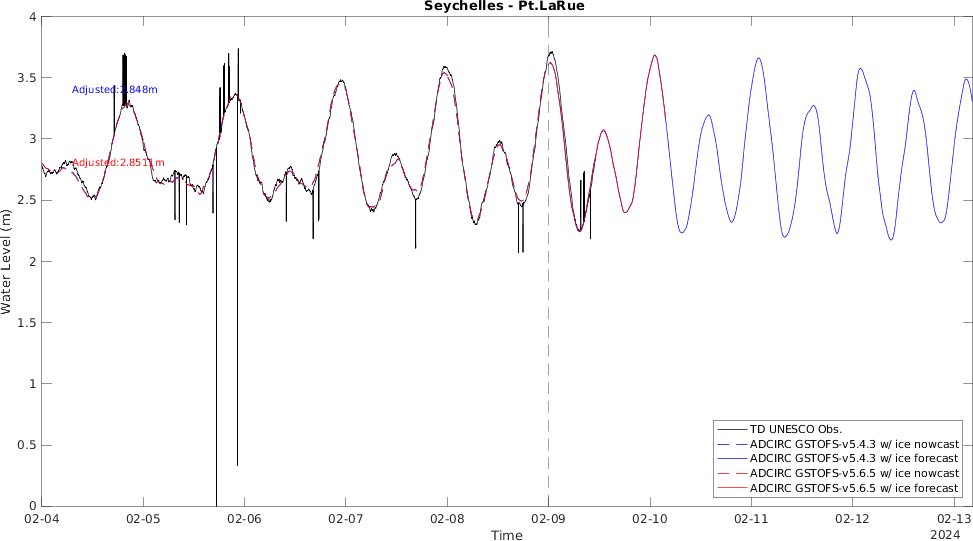 Seychelles - Pt.LaRue
4
3.5
3
2.5
2
1.5
1
0.5
0
Water Level (m)
Adjusted:2.848m
Adjusted:2.8511m
TD UNESCO Obs.
ADCIRC GSTOFS-v5.4.3 w/ ice nowcast
ADCIRC GSTOFS-v5.4.3 w/ ice forecast
ADCIRC GSTOFS-v5.6.5 w/ ice nowcast
ADCIRC GSTOFS-v5.6.5 w/ ice forecast
02-04 02-05 02-06 02-07 02-08 02-09 02-10 02-11 02-12 02-13
Time
2024